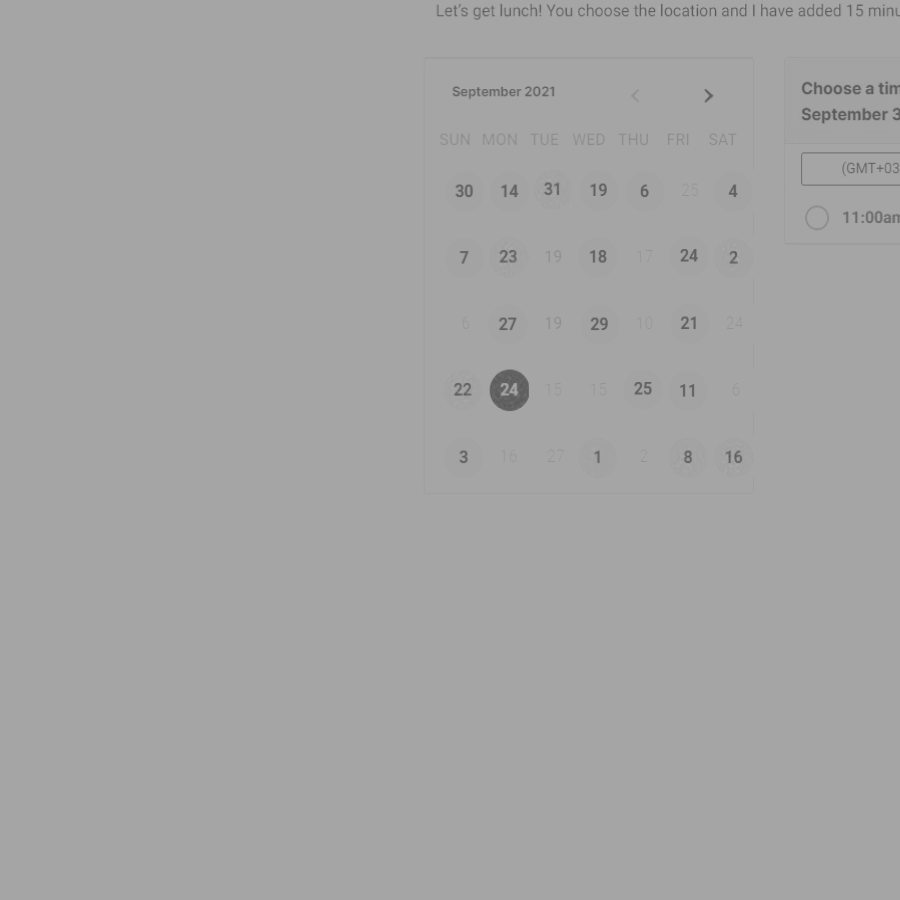 Let's get lunch! You choose the location and I have added 15 minu
September 2021
SUN MON TUE WED THU FRI SAT
30 14 31 19 6 25 4
7 23 19 18 17 24 2
6 27 19 29 10 21 24
22 24 15 15 25 11 6
3 16 27 1 2 8 16
Choose a tim
September 3
(GMT+03
11:00am